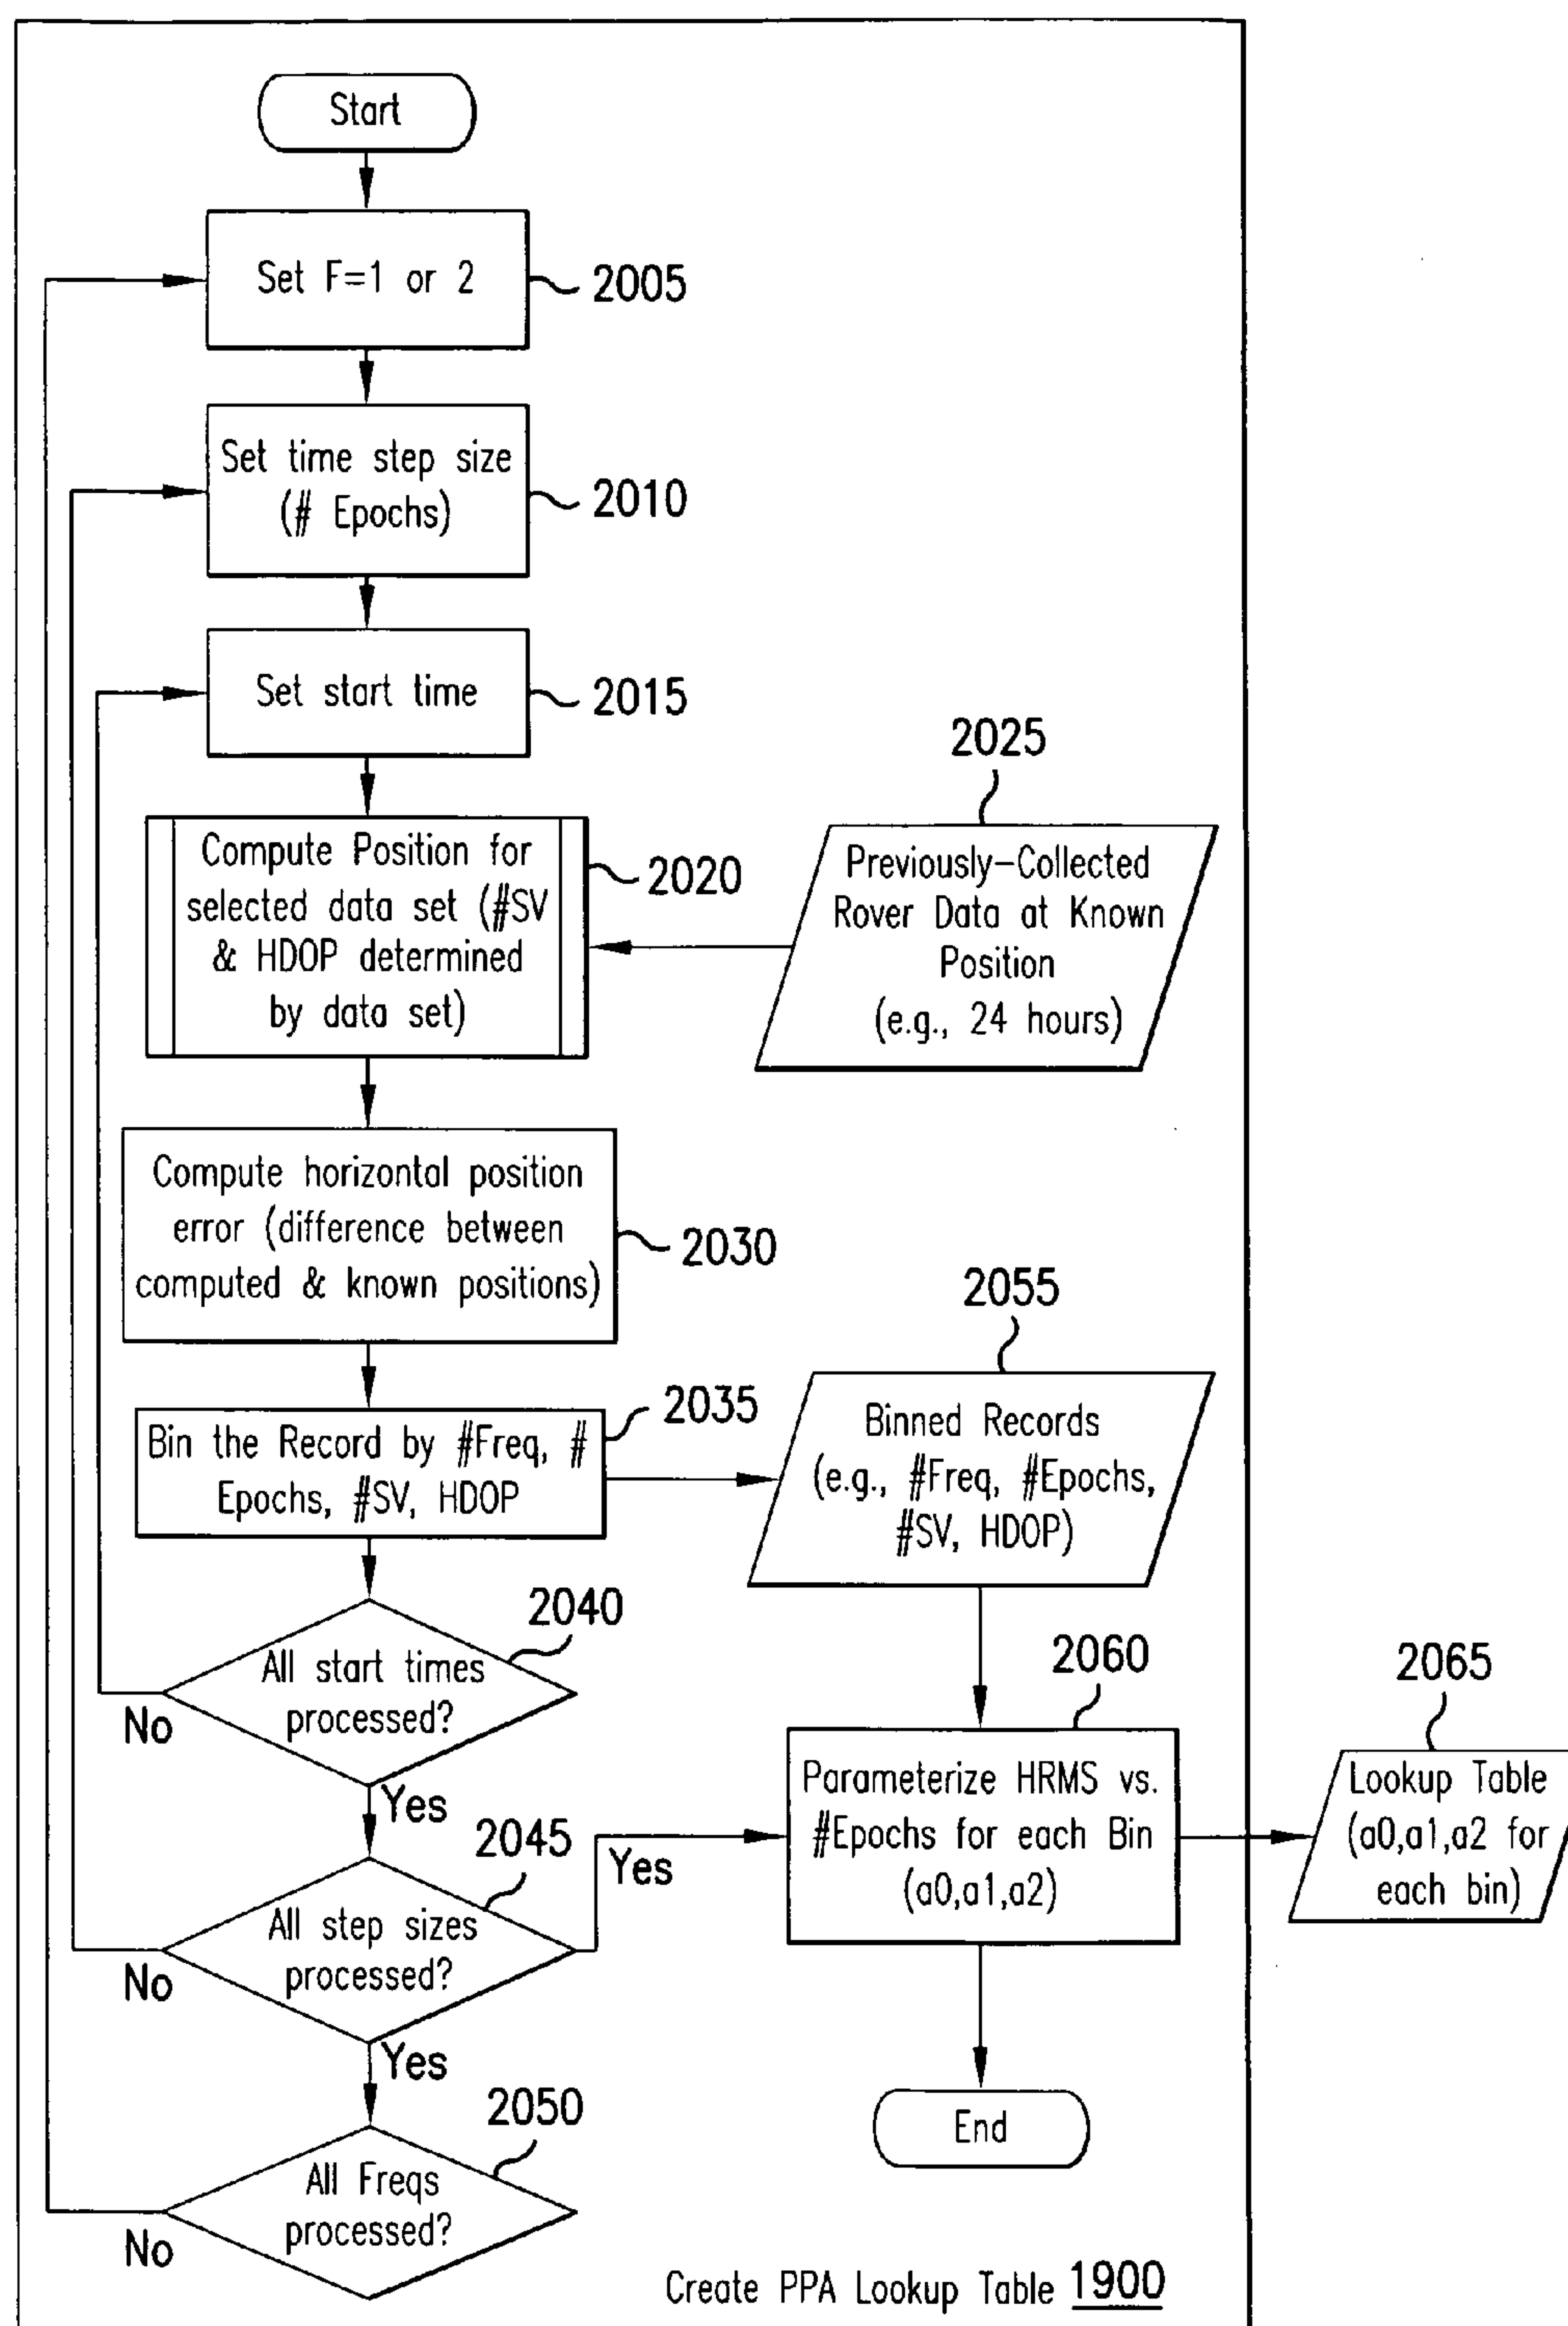 Start
Set F=1 or 2
2005
Set time step size
(# Epochs)
2010
Set start time
2015
Compute Position for
selected data set (#SV
& HDOP determined
by data set)
2020
2025
Previously-Collected
Rover Data at Known
Position
(e.g., 24 hours)
Compute horizontal position
error (difference between
computed & known positions)
2030
Bin the Record by #Freq, #
Epochs, #SV, HDOP
2035
2055
Binned Records
(e.g., #Freq, #Epochs,
#SV, HDOP)
All start times
processed?
2040
No
Yes
All step sizes
processed?
2045
No
Yes
Yes
2060
Parameterize HRMS vs.
#Epochs for each Bin
(a0,a1,a2)
2065
Lookup Table
(a0,a1,a2 for
each bin)
All Freqs
processed?
2050
No
End
Create PPA Lookup Table 1900